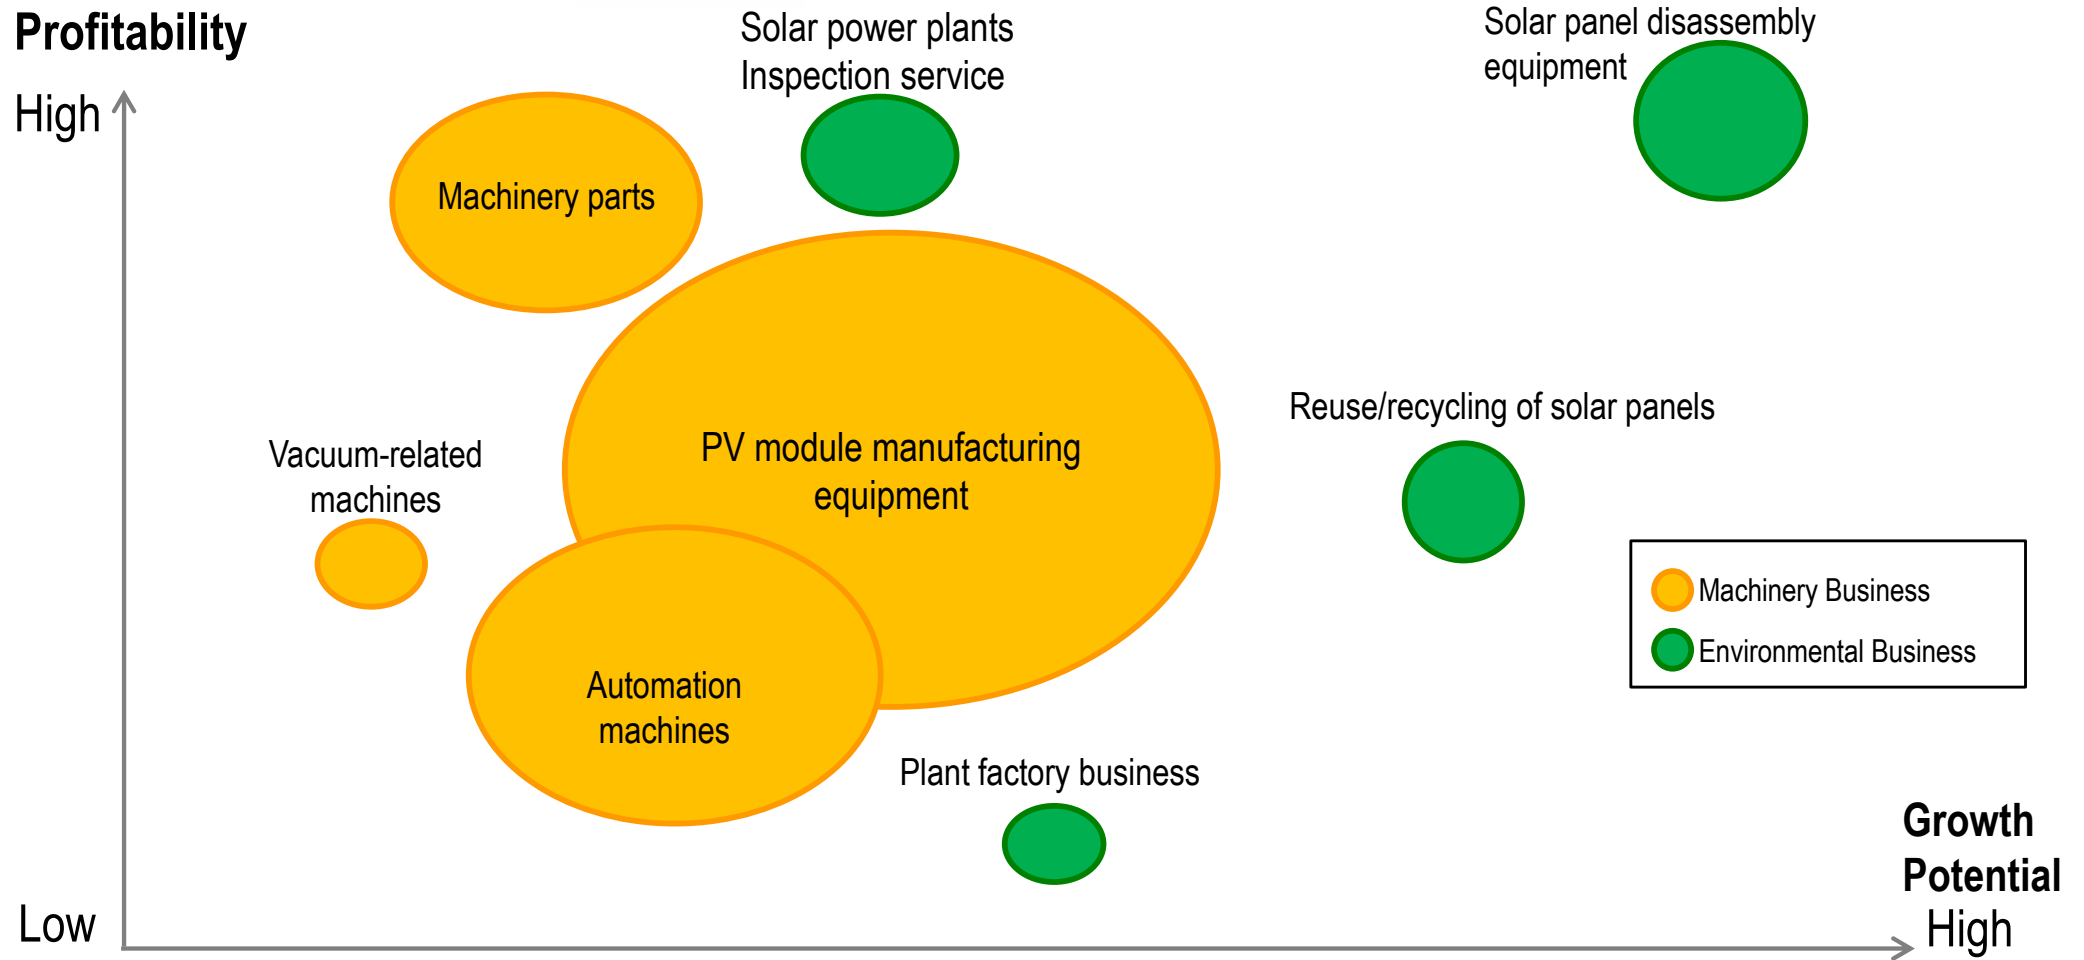 Profitability
High
Solar power plants
Inspection service
Solar panel disassembly
equipment
Machinery parts
Reuse/recycling of solar panels
PV module manufacturing
equipment
Vacuum-related
machines
Machinery Business
Environmental Business
Automation
machines
Plant factory business
Growth
Potential
High
Low